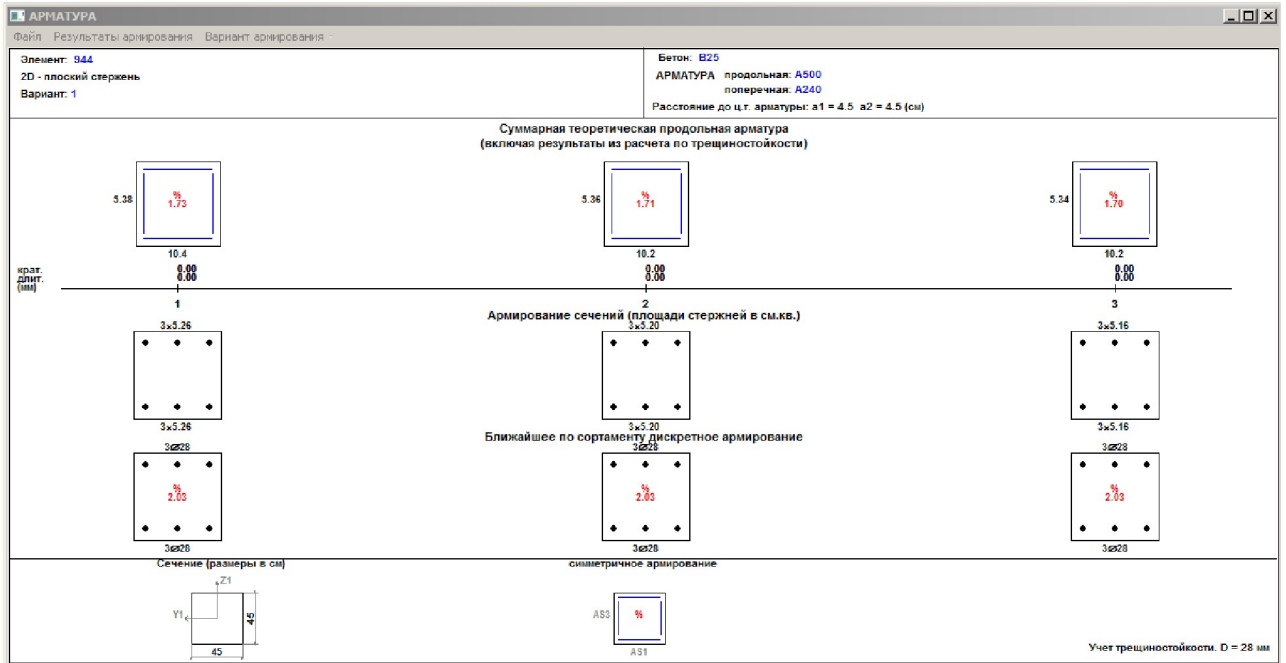 АРМАТУРА
Файл Результаты армирования Вариант армирования
Элемент: 944
2D - плоский стержень
Вариант: 1
Бетон: B25
АРМАТУРА продольная: А500
поперечная: А240
Расстояние до ц.т. арматуры: a1 = 4.5 a2 = 4.5 (см)
Суммарная теоретическая продольная арматура
(включая результаты из расчета по трещиностойкости)
5.38 % 5.36 % 5.34 %
1.73 1.71 1.70
10.4 10.2 10.2
крат. 0.00 0.00 0.00
длит. 0.00 0.00 0.00
(мм)
1 2 3
Армирование сечений (площади стержней в см.кв.)
3x5.26 3x5.20 3x5.16
3x5.26 3x5.20 3x5.16
Ближайшее по сортаменту дискретное армирование
3⌀28 3⌀28 3⌀28
% % %
2.03 2.03 2.03
3⌀28 3⌀28 3⌀28
Сечение (размеры в см) симметричное армирование
Z1
Y1 45 AS3 %
45 AS1
Учет трещиностойкости. D = 28 мм